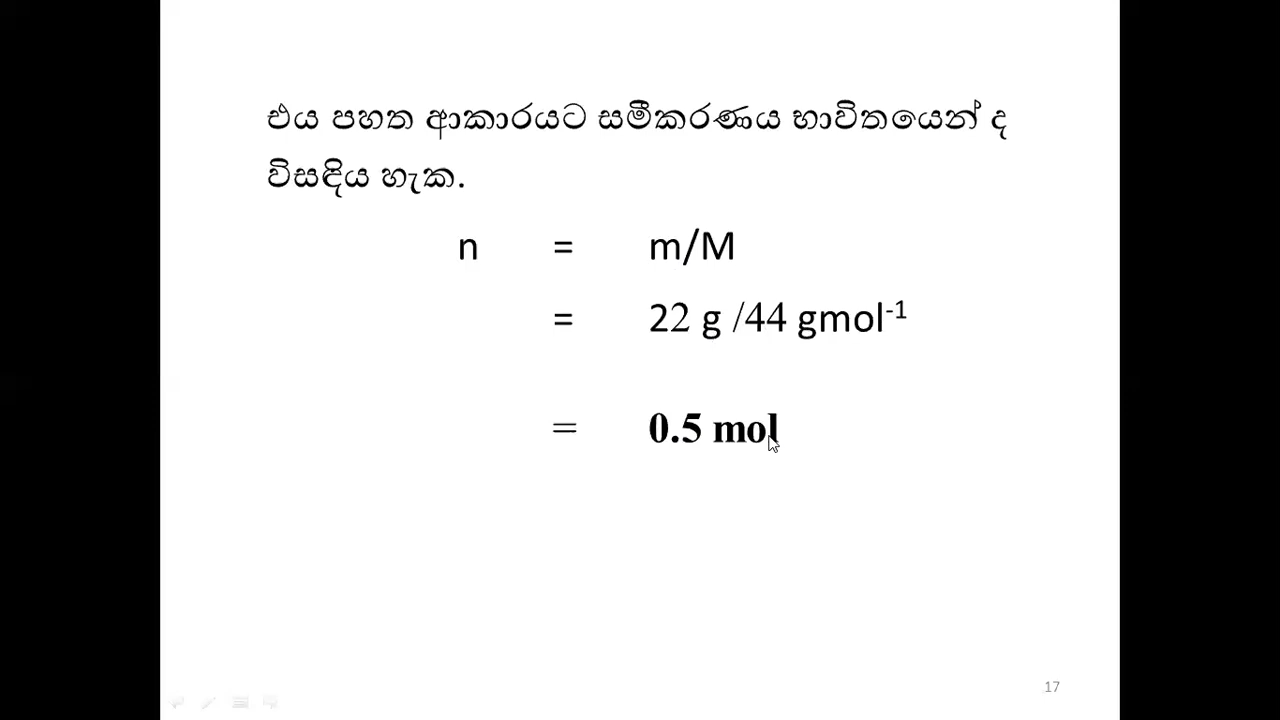 එය පහත ආකාරයට සමීකරණය භාවිතයෙන් ද
විසඳිය හැක.
n = m/M
= 22 g /44 gmol⁻¹
= 0.5 mol
17